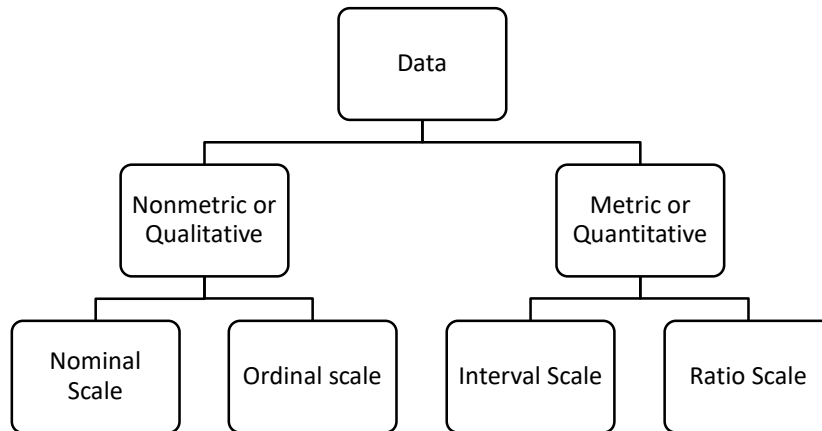 Data
Nonmetric or
Qualitative
Metric or
Quantitative
Nominal
Scale
Ordinal scale
Interval Scale
Ratio Scale